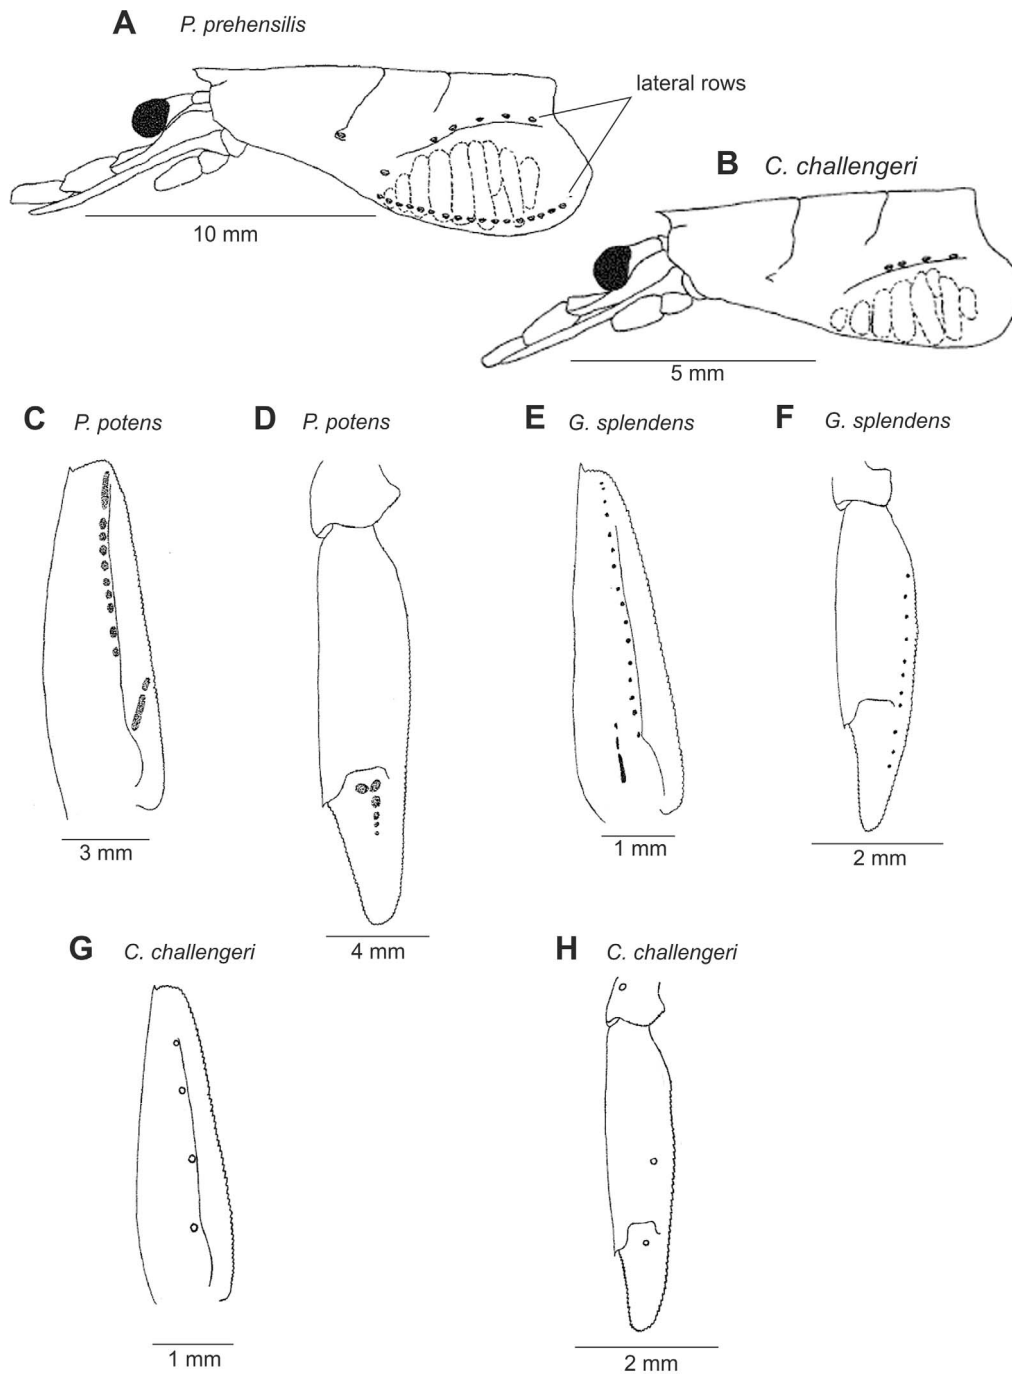 A P. prehensilis
lateral rows
10 mm
B C. challengeri
5 mm
C P. potens
D P. potens
E G. splendens
F G. splendens
3 mm
4 mm
1 mm
2 mm
G C. challengeri
H C. challengeri
1 mm
2 mm